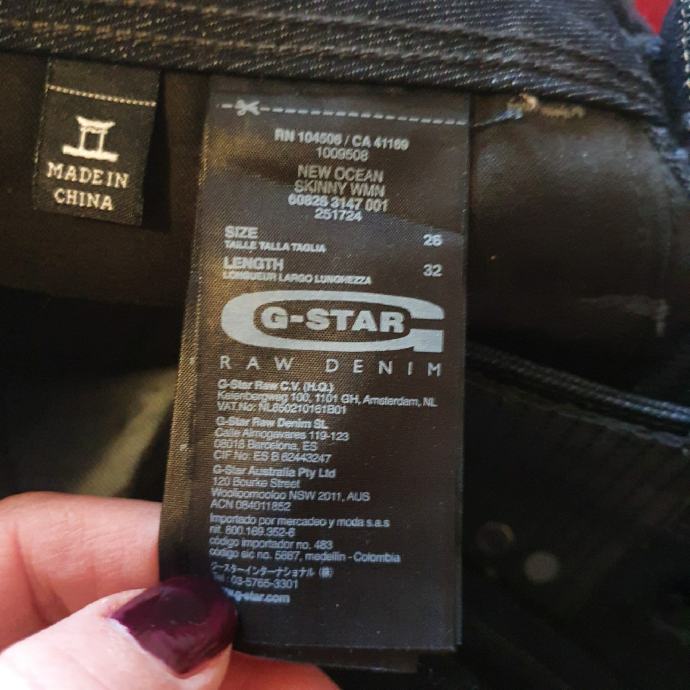 MADE IN
CHINA
RN 104506 / CA 41169
1009508
NEW OCEAN
SKINNY WMN
60826 3147 001
251724
SIZE 26
TAILLE TALLA TAGLIA
LENGTH 32
LONGUEUR LARGO LUNGHEZZA
G-STAR
RAW DENIM
G-Star Raw C.V. (H.Q.)
Keienbergweg 100, 1101 GH, Amsterdam, NL
VAT.No: NL850210161B01
G-Star Raw Denim SL
Calle Almogavares 119-123
08018 Barcelona, ES
CIF No: ES B 62443247
G-Star Australia Pty Ltd
120 Bourke Street
Woolloomooloo NSW 2011, AUS
ACN 084011852
Importado por mercadeo y moda s.a.s
nit. 800.169.352-6
código importador no. 483
código sic no. 5667, medellin - Colombia
ジースターインターナショナル (株)
Tel : 03-5765-3301
www.g-star.com